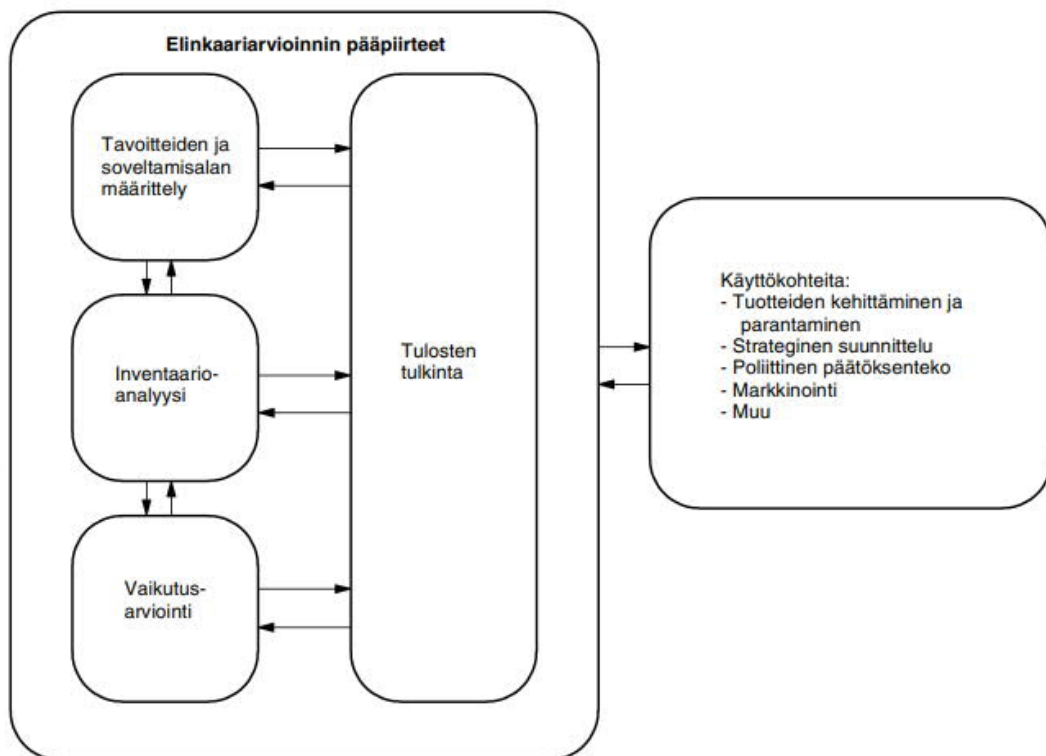 Elinkaariarvioinnin pääpiirteet
Tavoitteiden ja
soveltamisalan
määrittely
Inventaario-
analyysi
Vaikutus-
arviointi
Tulosten
tulkinta
Käyttökohteita:
- Tuotteiden kehittäminen ja
parantaminen
- Strateginen suunnittelu
- Poliittinen päätöksenteko
- Markkinointi
- Muu